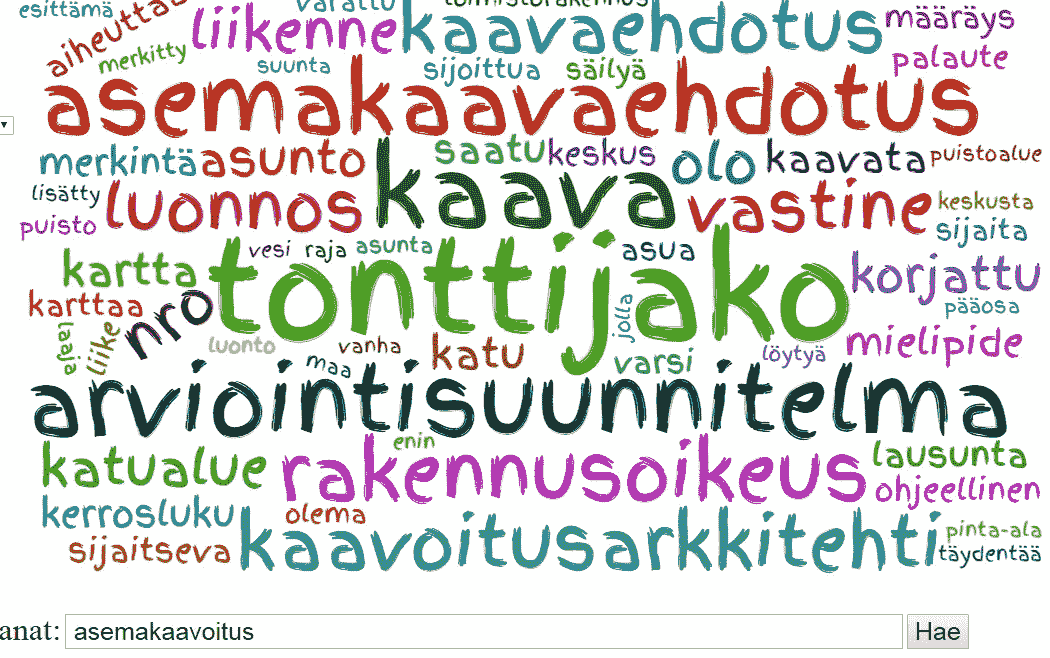 esittämä aiheuttaa varattu toimistorakennus määräys
merkitty liikenne kaavaehdotus palaute
suunta sijoittua säilyä
asemakaavaehdotus
merkintä asunto kaava saatu keskus olo kaavata puistoalue
lisätty luonnos vastine keskusta
puisto sijaita
kartta vesi raja asunta asua korjattu
karttaa nro tonttijako jolla pääosa
laaja liike luonto maa vanha katu varsi löytyä mielipide
arviointisuunnitelma
katualue enin rakennusoikeus lausunta
ohjeellinen
kerrosluku olema kaavoitusarkkitehti pinta-ala
sijaitseva täydentää
anat: asemakaavoitus Hae